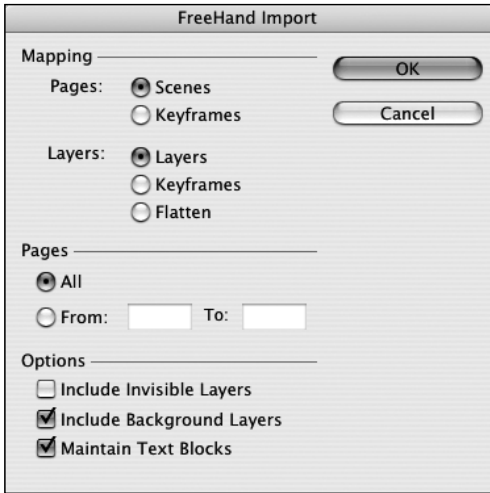 FreeHand Import
Mapping
OK
Pages: Scenes
Keyframes
Cancel
Layers: Layers
Keyframes
Flatten
Pages
All
From: To:
Options
Include Invisible Layers
Include Background Layers
Maintain Text Blocks